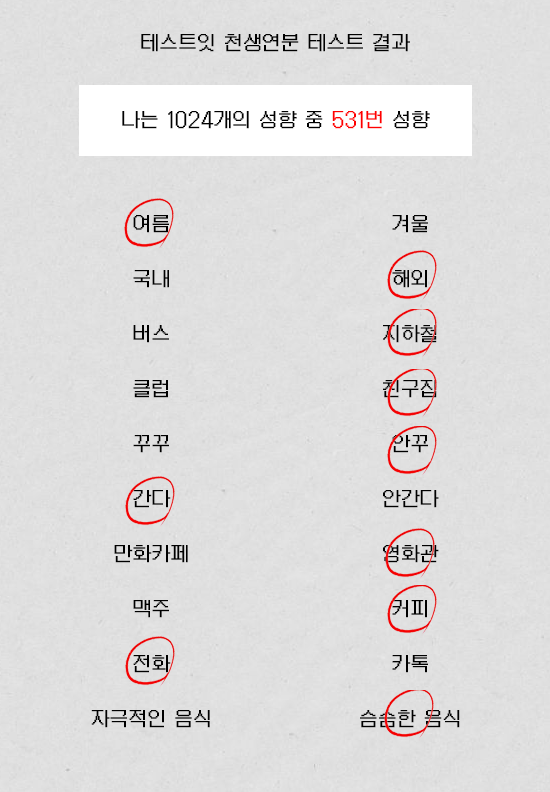 테스트잇 천생연분 테스트 결과
나는 1024개의 성향 중 531번 성향
여름 겨울
국내 해외
버스 지하철
클럽 친구집
꾸꾸 안꾸
간다 안간다
만화카페 영화관
맥주 커피
전화 카톡
자극적인 음식 슴슴한 음식